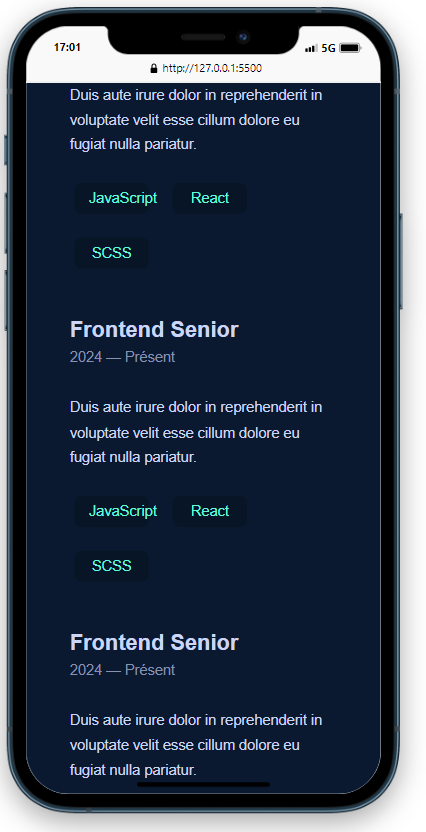 17:01
5G
http://127.0.0.1:5500
Duis aute irure dolor in reprehenderit in
voluptate velit esse cillum dolore eu
fugiat nulla pariatur.
JavaScript React
SCSS
Frontend Senior
2024 — Présent
Duis aute irure dolor in reprehenderit in
voluptate velit esse cillum dolore eu
fugiat nulla pariatur.
JavaScript React
SCSS
Frontend Senior
2024 — Présent
Duis aute irure dolor in reprehenderit in
voluptate velit esse cillum dolore eu
fugiat nulla pariatur.